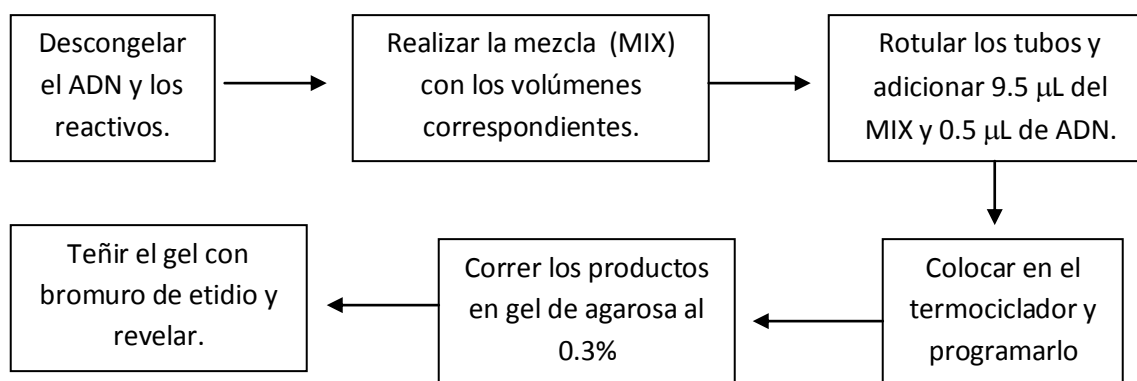 Descongelar
el ADN y los
reactivos.
Realizar la mezcla (MIX)
con los volúmenes
correspondientes.
Rotular los tubos y
adicionar 9.5 μL del
MIX y 0.5 μL de ADN.
Colocar en el
termociclador y
programarlo
Correr los productos
en gel de agarosa al
0.3%
Teñir el gel con
bromuro de etidio y
revelar.